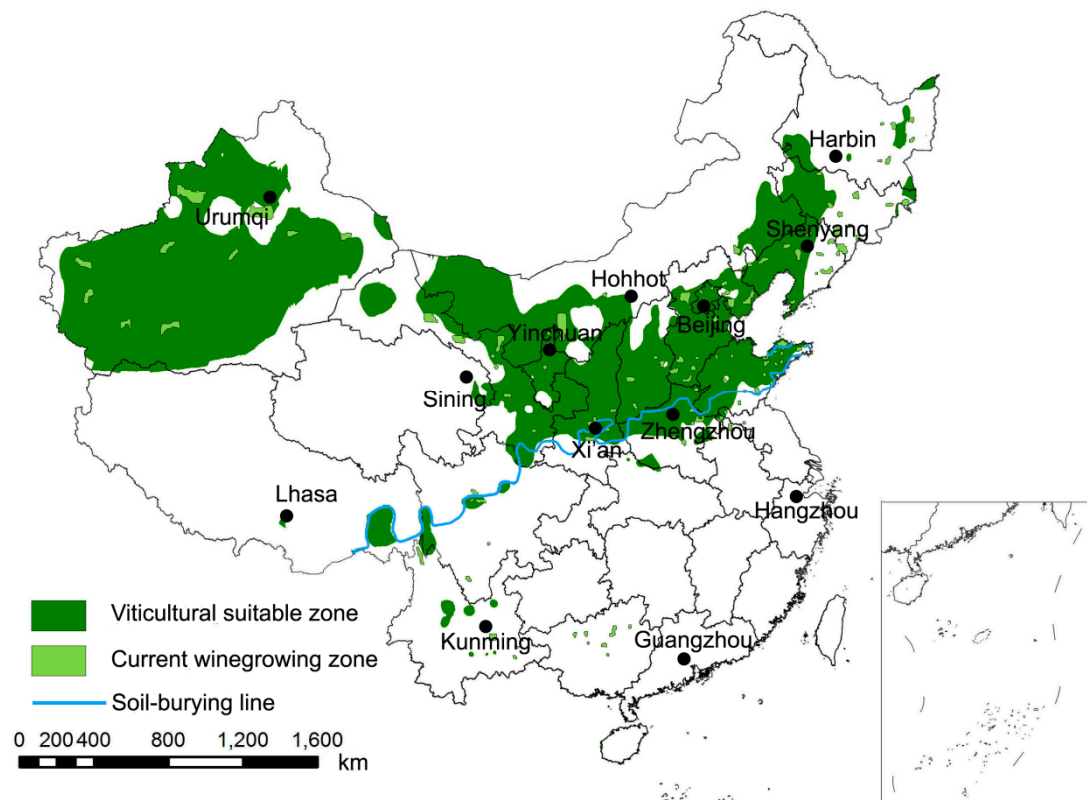 Harbin
Urumqi
Shenyang
Hohhot
Beijing
Yinchuan
Sining
Zhengzhou
Xi'an
Lhasa
Hangzhou
Kunming
Guangzhou
Viticultural suitable zone
Current winegrowing zone
Soil-burying line
0 200 400 800 1,200 1,600
km